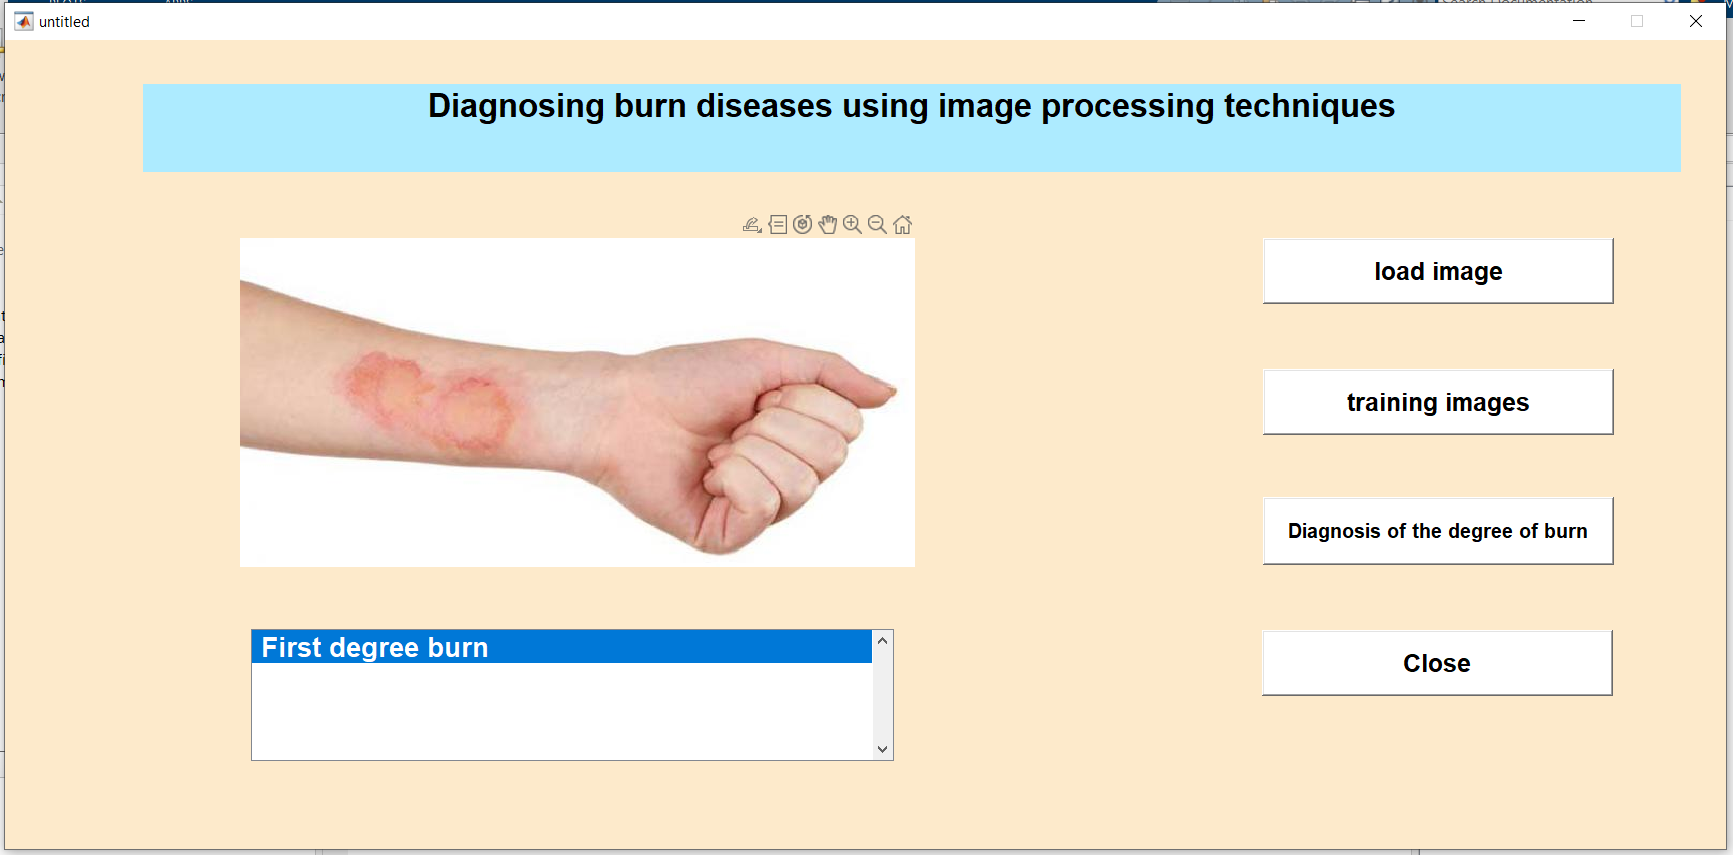 untitled
Diagnosing burn diseases using image processing techniques
load image
training images
Diagnosis of the degree of burn
First degree burn
Close